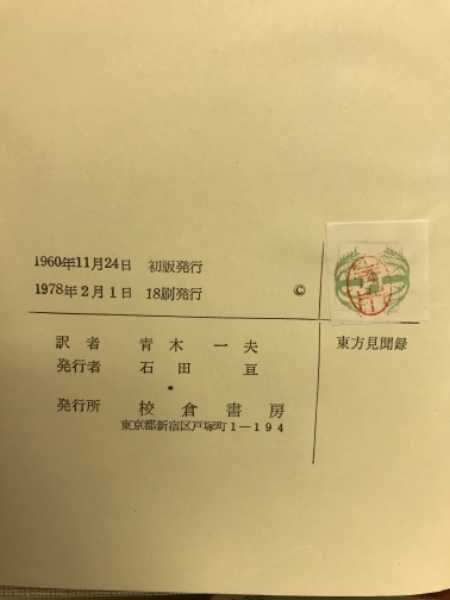 1960年11月24日 初版発行
1978年2月1日 18刷発行
©
東方見聞録
訳者 青木一夫
発行者 石田亘
発行所 校倉書房
東京都新宿区戸塚町1―194